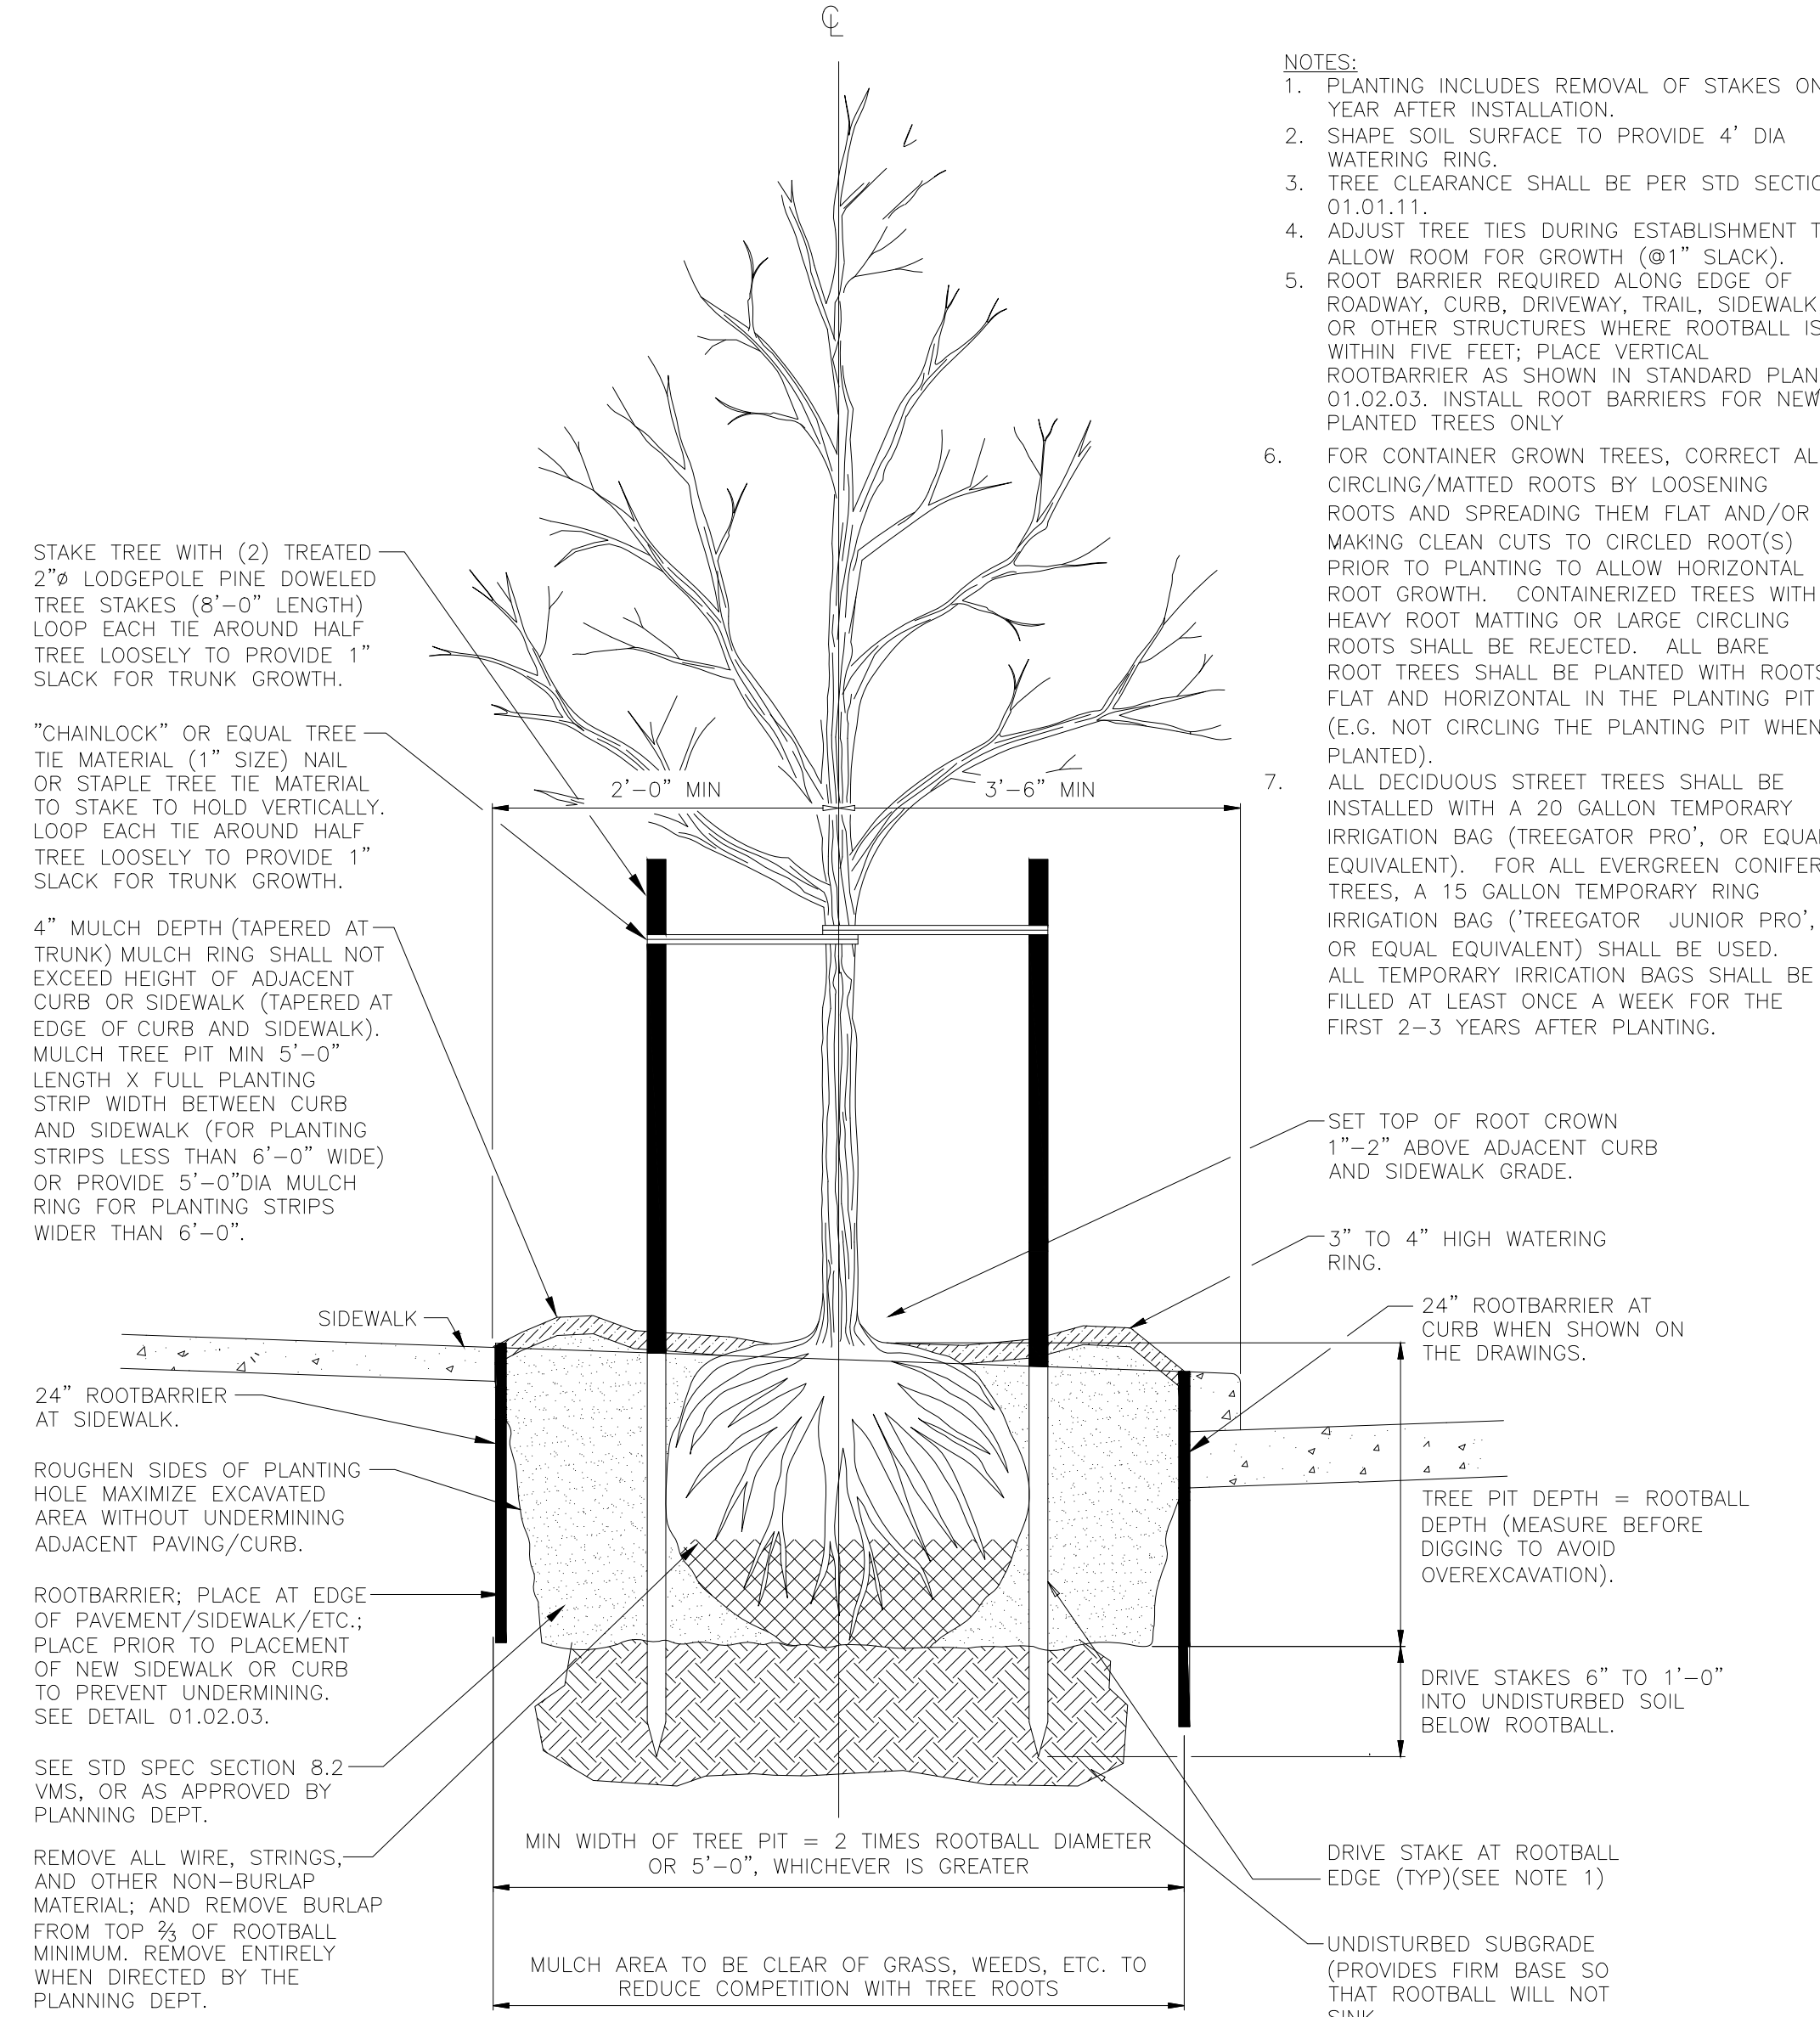 ℄
NOTES:
1. PLANTING INCLUDES REMOVAL OF STAKES ON
YEAR AFTER INSTALLATION.
2. SHAPE SOIL SURFACE TO PROVIDE 4' DIA
WATERING RING.
3. TREE CLEARANCE SHALL BE PER STD SECTIO
01.01.11.
4. ADJUST TREE TIES DURING ESTABLISHMENT T
ALLOW ROOM FOR GROWTH (@1" SLACK).
5. ROOT BARRIER REQUIRED ALONG EDGE OF
ROADWAY, CURB, DRIVEWAY, TRAIL, SIDEWALK
OR OTHER STRUCTURES WHERE ROOTBALL IS
WITHIN FIVE FEET; PLACE VERTICAL
ROOTBARRIER AS SHOWN IN STANDARD PLAN
01.02.03. INSTALL ROOT BARRIERS FOR NEW
PLANTED TREES ONLY
6. FOR CONTAINER GROWN TREES, CORRECT AL
CIRCLING/MATTED ROOTS BY LOOSENING
ROOTS AND SPREADING THEM FLAT AND/OR
MAKING CLEAN CUTS TO CIRCLED ROOT(S)
PRIOR TO PLANTING TO ALLOW HORIZONTAL
ROOT GROWTH. CONTAINERIZED TREES WITH
HEAVY ROOT MATTING OR LARGE CIRCLING
ROOTS SHALL BE REJECTED. ALL BARE
ROOT TREES SHALL BE PLANTED WITH ROOTS
FLAT AND HORIZONTAL IN THE PLANTING PIT
(E.G. NOT CIRCLING THE PLANTING PIT WHEN
PLANTED).
7. ALL DECIDUOUS STREET TREES SHALL BE
INSTALLED WITH A 20 GALLON TEMPORARY
IRRIGATION BAG (TREEGATOR PRO', OR EQUAL
EQUIVALENT). FOR ALL EVERGREEN CONIFER
TREES, A 15 GALLON TEMPORARY RING
IRRIGATION BAG ('TREEGATOR JUNIOR PRO',
OR EQUAL EQUIVALENT) SHALL BE USED.
ALL TEMPORARY IRRICATION BAGS SHALL BE
FILLED AT LEAST ONCE A WEEK FOR THE
FIRST 2-3 YEARS AFTER PLANTING.
STAKE TREE WITH (2) TREATED
2"ø LODGEPOLE PINE DOWELED
TREE STAKES (8'-0" LENGTH)
LOOP EACH TIE AROUND HALF
TREE LOOSELY TO PROVIDE 1"
SLACK FOR TRUNK GROWTH.
"CHAINLOCK" OR EQUAL TREE
TIE MATERIAL (1" SIZE) NAIL
OR STAPLE TREE TIE MATERIAL
TO STAKE TO HOLD VERTICALLY.
LOOP EACH TIE AROUND HALF
TREE LOOSELY TO PROVIDE 1"
SLACK FOR TRUNK GROWTH.
4" MULCH DEPTH (TAPERED AT
TRUNK) MULCH RING SHALL NOT
EXCEED HEIGHT OF ADJACENT
CURB OR SIDEWALK (TAPERED AT
EDGE OF CURB AND SIDEWALK).
MULCH TREE PIT MIN 5'-0"
LENGTH X FULL PLANTING
STRIP WIDTH BETWEEN CURB
AND SIDEWALK (FOR PLANTING
STRIPS LESS THAN 6'-0" WIDE)
OR PROVIDE 5'-0"DIA MULCH
RING FOR PLANTING STRIPS
WIDER THAN 6'-0".
SIDEWALK
24" ROOTBARRIER
AT SIDEWALK.
ROUGHEN SIDES OF PLANTING
HOLE MAXIMIZE EXCAVATED
AREA WITHOUT UNDERMINING
ADJACENT PAVING/CURB.
ROOTBARRIER; PLACE AT EDGE
OF PAVEMENT/SIDEWALK/ETC.;
PLACE PRIOR TO PLACEMENT
OF NEW SIDEWALK OR CURB
TO PREVENT UNDERMINING.
SEE DETAIL 01.02.03.
SEE STD SPEC SECTION 8.2
VMS, OR AS APPROVED BY
PLANNING DEPT.
REMOVE ALL WIRE, STRINGS,
AND OTHER NON-BURLAP
MATERIAL; AND REMOVE BURLAP
FROM TOP ⅔ OF ROOTBALL
MINIMUM. REMOVE ENTIRELY
WHEN DIRECTED BY THE
PLANNING DEPT.
2'-0" MIN
3'-6" MIN
SET TOP OF ROOT CROWN
1"-2" ABOVE ADJACENT CURB
AND SIDEWALK GRADE.
3" TO 4" HIGH WATERING
RING.
24" ROOTBARRIER AT
CURB WHEN SHOWN ON
THE DRAWINGS.
TREE PIT DEPTH = ROOTBALL
DEPTH (MEASURE BEFORE
DIGGING TO AVOID
OVEREXCAVATION).
DRIVE STAKES 6" TO 1'-0"
INTO UNDISTURBED SOIL
BELOW ROOTBALL.
MIN WIDTH OF TREE PIT = 2 TIMES ROOTBALL DIAMETER
OR 5'-0", WHICHEVER IS GREATER
MULCH AREA TO BE CLEAR OF GRASS, WEEDS, ETC. TO
REDUCE COMPETITION WITH TREE ROOTS
DRIVE STAKE AT ROOTBALL
EDGE (TYP)(SEE NOTE 1)
UNDISTURBED SUBGRADE
(PROVIDES FIRM BASE SO
THAT ROOTBALL WILL NOT